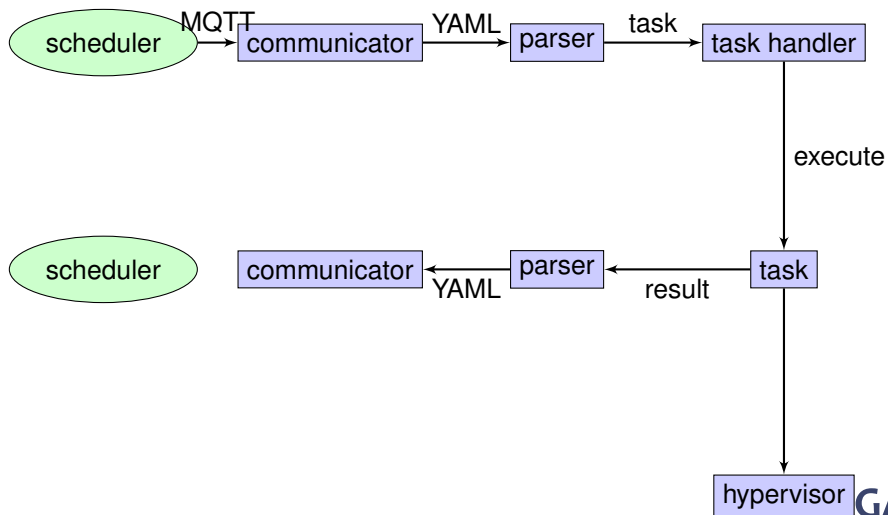 MQTT
scheduler
communicator
YAML
parser
task
task handler
execute
scheduler
communicator
YAML
parser
result
task
hypervisor